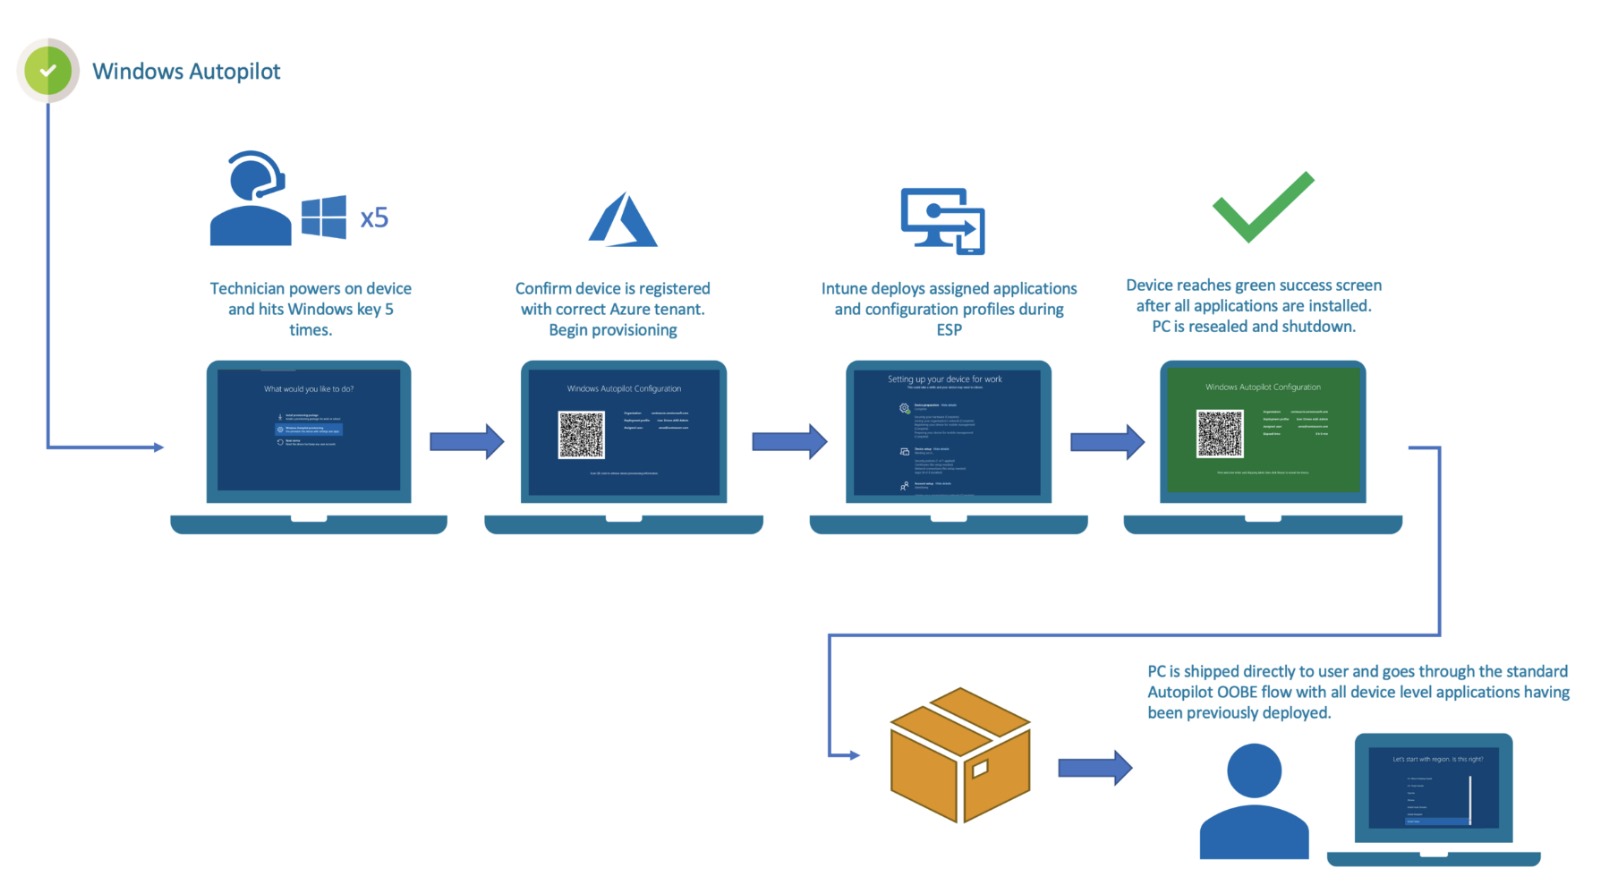 Windows Autopilot
x5
Technician powers on device
and hits Windows key 5
times.
Confirm device is registered
with correct Azure tenant.
Begin provisioning
Intune deploys assigned applications
and configuration profiles during
ESP
Device reaches green success screen
after all applications are installed.
PC is resealed and shutdown.
What would you like to do?
Windows Autopilot Configuration
Setting up your device for work
Windows Autopilot Configuration
PC is shipped directly to user and goes through the standard
Autopilot OOBE flow with all device level applications having
been previously deployed.
Let's start with region. Is this right?